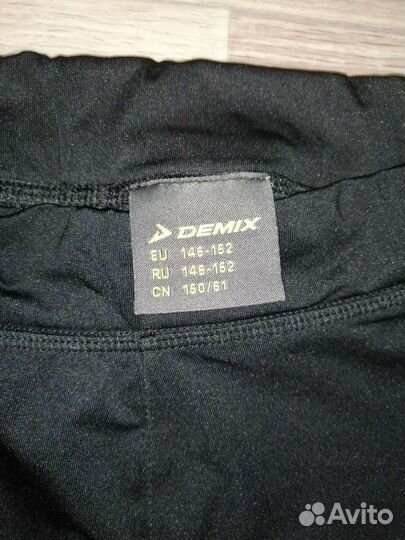 DEMIX
EU 146-152
RU 146-152
CN 150/61
Avito